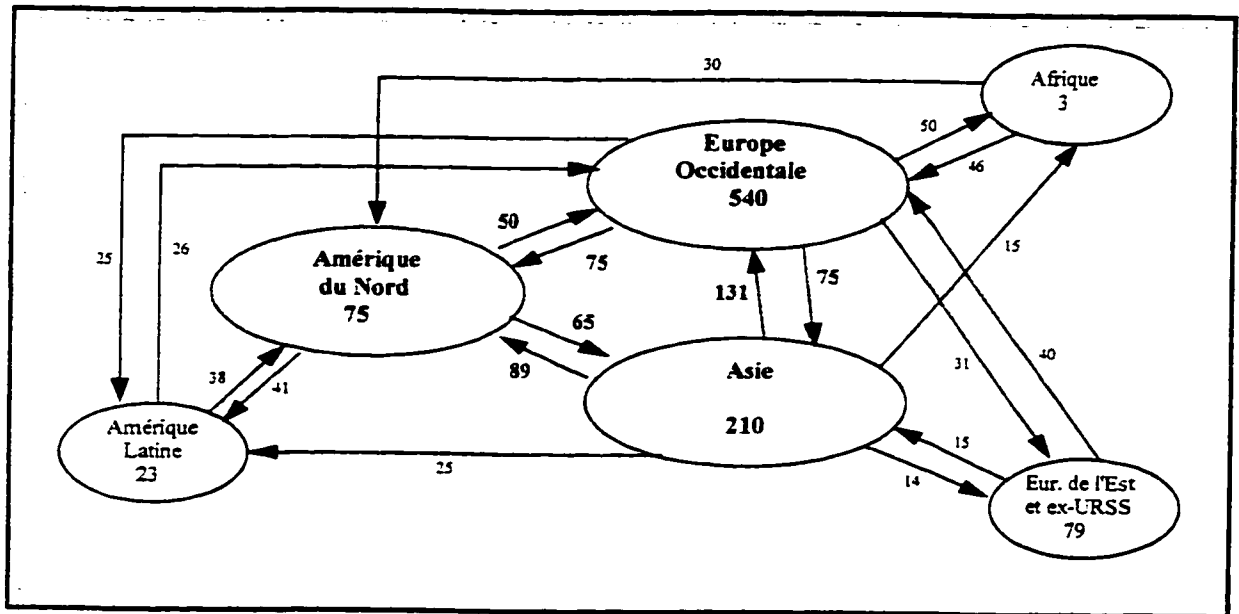 30
Afrique
3
50
46
Europe
Occidentale
540
25
26
50
75
15
Amérique
du Nord
75
131
75
65
89
Asie
210
31
40
38
41
Amérique
Latine
23
25
15
14
Eur. de l'Est
et ex-URSS
79